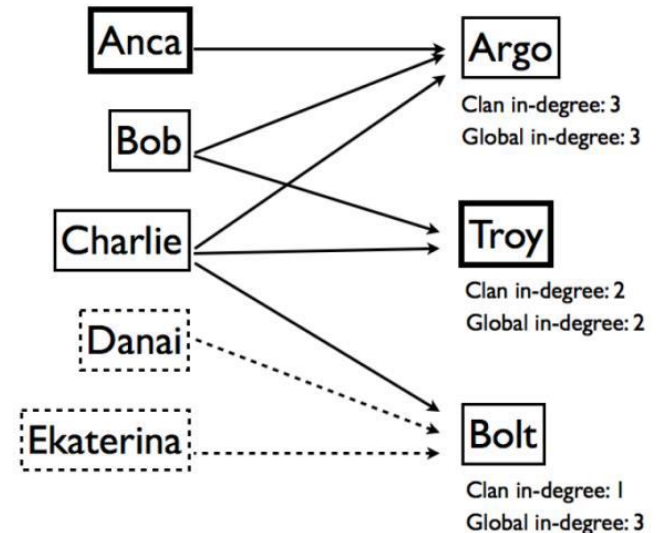 Anca
Argo
Clan in-degree: 3
Global in-degree: 3
Bob
Charlie
Troy
Clan in-degree: 2
Global in-degree: 2
Danai
Ekaterina
Bolt
Clan in-degree: 1
Global in-degree: 3